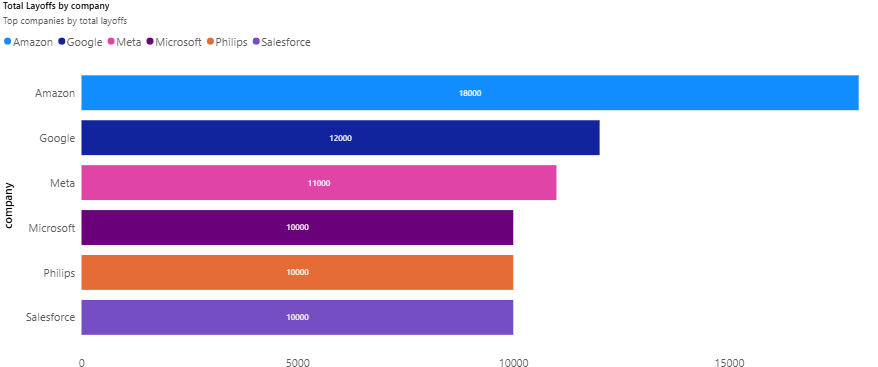 Total Layoffs by company
Top companies by total layoffs
Amazon Google Meta Microsoft Philips Salesforce
company
Amazon 18000
Google 12000
Meta 11000
Microsoft 10000
Philips 10000
Salesforce 10000
0 5000 10000 15000